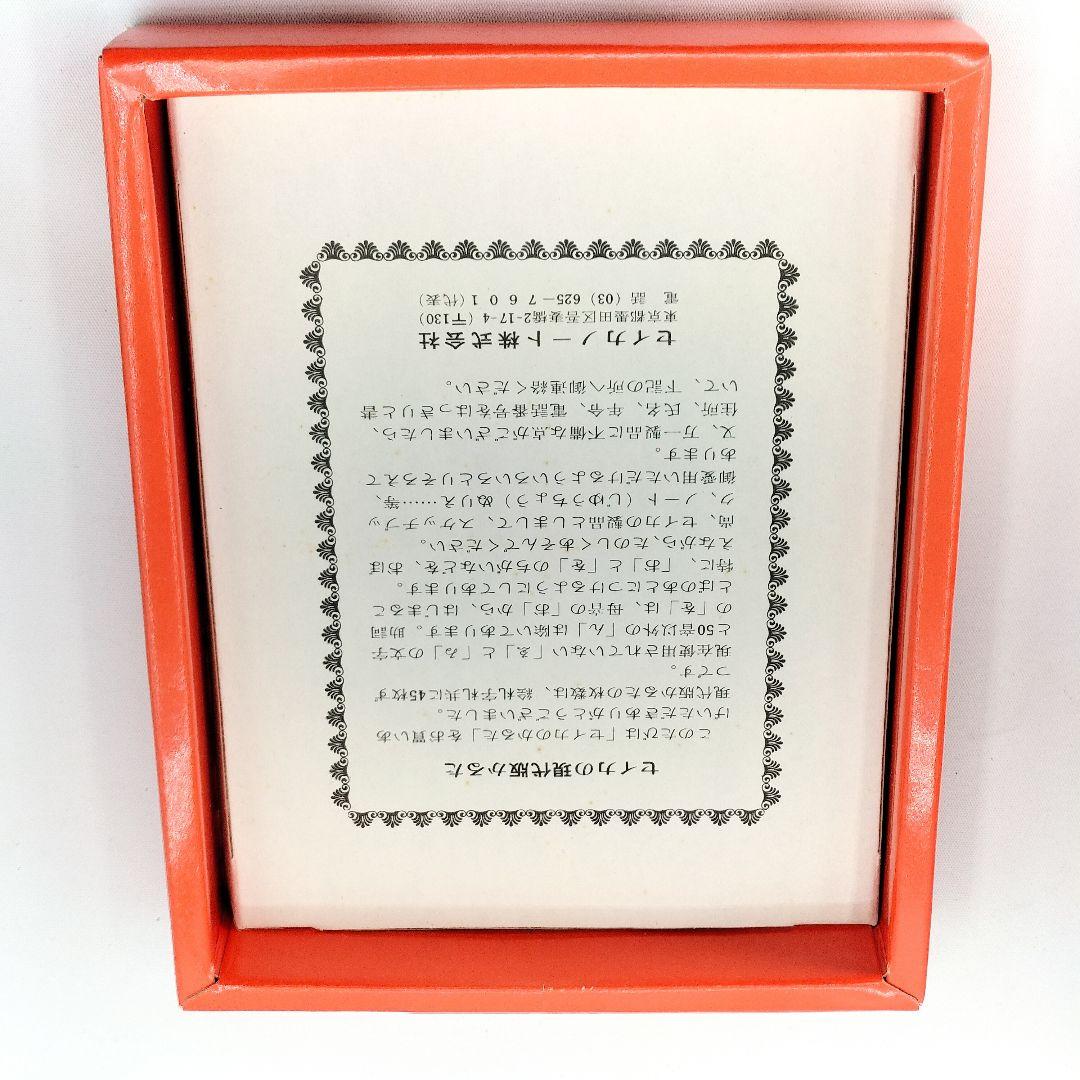 セイカの現代版かるた
このたびは「セイカのかるた」をお買いあ
げいただきありがとうございました。
現代版かるたの枚数は、絵札字札共に45枚ず
つです。
現在使用されていない「ゑ」と「ゐ」の文字
と50音以外の「ん」は除いてあります。助詞
の「を」は、母音の「お」から、はじまるこ
とばのあとにつけるようにしてあります。
特に、「お」と「を」のちがいなどを、おぼ
えながら、たのしくあそんでください。
尚、セイカの製品としまして、スケッチブッ
ク、ノート（じゆうちょう）ぬりえ……等、
御愛用いただけるよういろいろとりそろえて
あります。
又、万一製品に不備な点がございましたら、
住所、氏名、年令、電話番号をはっきりと書
いて、下記の所へ御連絡ください。
セイカノート株式会社
東京都墨田区吾妻橋2-17-4（〒130）
電話（03）625－7601（代表）